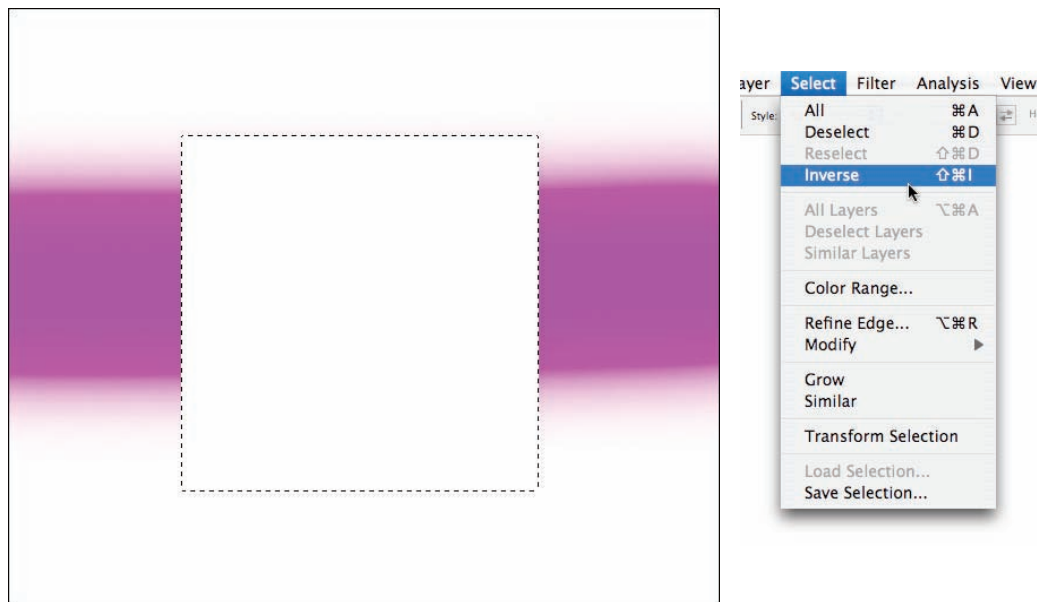 ayer Select Filter Analysis View
Style:
H
All ⌘A
Deselect ⌘D
Reselect ⇧⌘D
Inverse ⇧⌘I
All Layers ⌥⌘A
Deselect Layers
Similar Layers
Color Range...
Refine Edge... ⌥⌘R
Modify ▶
Grow
Similar
Transform Selection
Load Selection...
Save Selection...